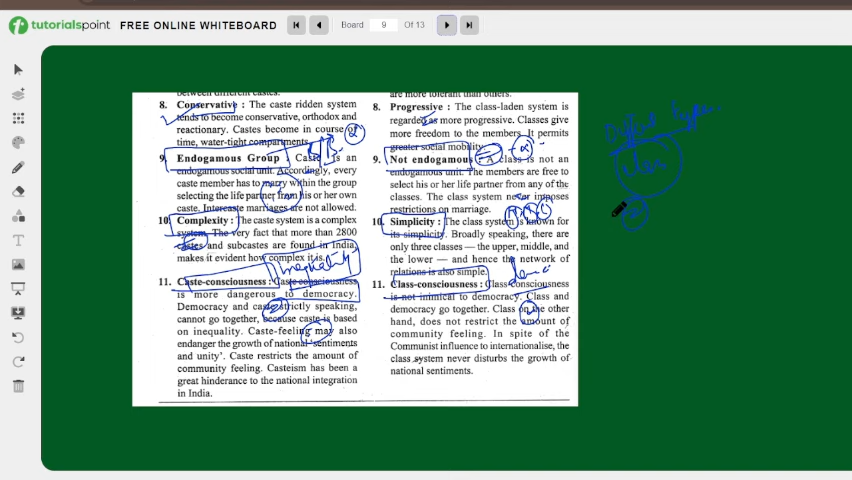 tutorialspoint FREE ONLINE WHITEBOARD Board 9 Of 13
between different castes.
8. Conservative : The caste ridden system
tends to become conservative, orthodox and
reactionary. Castes become in course of
time, water-tight compartments.
9. Endogamous Group : Caste is an
endogamous social unit. Accordingly, every
caste member has to marry within the group
selecting the life partner from his or her own
caste. Intercaste marriages are not allowed.
10. Complexity : The caste system is a complex
system. The very fact that more than 2800
castes and subcastes are found in India
makes it evident how complex it is.
inequality
11. Caste-consciousness : Caste consciousness
is more dangerous to democracy.
Democracy and caste strictly speaking,
cannot go together, because caste is based
on inequality. Caste-feeling may also
endanger the growth of national 'sentiments
and unity'. Caste restricts the amount of
community feeling. Casteism has been a
great hinderance to the national integration
in India.
are more tolerant than others.
8. Progressive : The class-laden system is
regarded as more progressive. Classes give
more freedom to the members. It permits
greater social mobility.
9. Not endogamous : A class is not an
endogamous unit. The members are free to
select his or her life partner from any of the
classes. The class system never imposes
restrictions on marriage.
10. Simplicity : The class system is known for
its simplicity. Broadly speaking, there are
only three classes — the upper, middle, and
the lower — and hence the network of
relations is also simple.
11. Class-consciousness : Class-consciousness
is not inimical to democracy. Class and
democracy go together. Class on the other
hand, does not restrict the amount of
community feeling. In spite of the
Communist influence to internationalise, the
class system never disturbs the growth of
national sentiments.
class